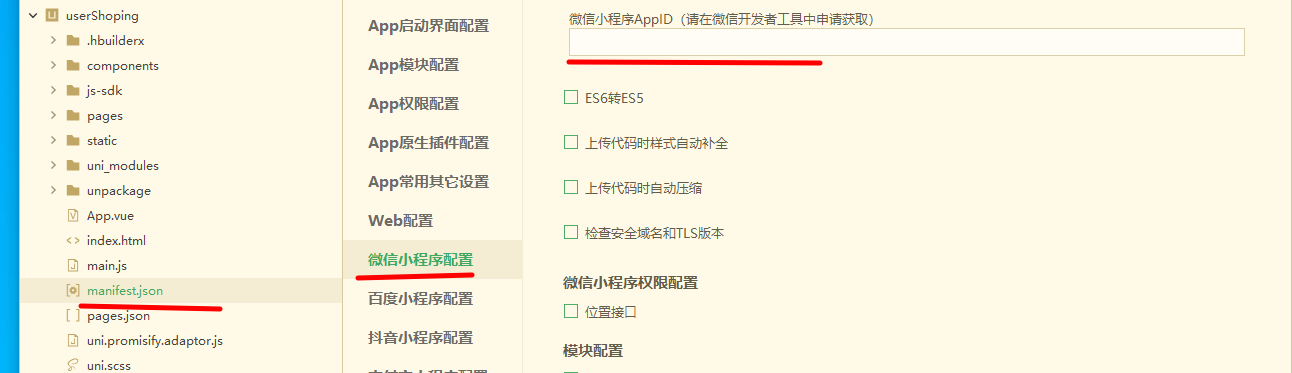 userShoping
.hbuilderx
components
js-sdk
pages
static
uni_modules
unpackage
App.vue
index.html
main.js
manifest.json
pages.json
uni.promisify.adaptor.js
uni.scss
App启动界面配置
App模块配置
App权限配置
App原生插件配置
App常用其它设置
Web配置
微信小程序配置
百度小程序配置
抖音小程序配置
微信小程序AppID（请在微信开发者工具中申请获取）
ES6转ES5
上传代码时样式自动补全
上传代码时自动压缩
检查安全域名和TLS版本
微信小程序权限配置
位置接口
模块配置